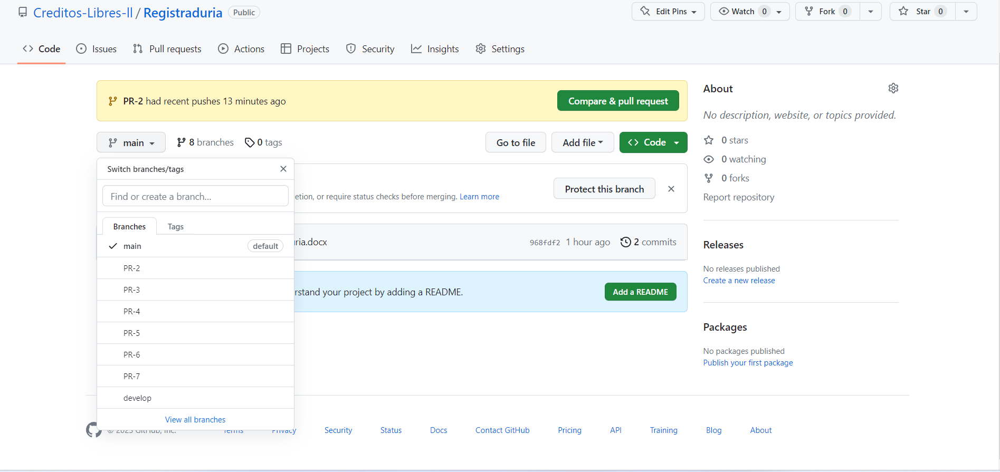 Creditos-Libres-ll / Registraduria Public
Edit Pins Watch 0 Fork 0 Star 0
Code Issues Pull requests Actions Projects Security Insights Settings
PR-2 had recent pushes 13 minutes ago
Compare & pull request
main 8 branches 0 tags
Go to file Add file Code
Switch branches/tags
Find or create a branch...
Branches Tags
main default
PR-2
PR-3
PR-4
PR-5
PR-6
PR-7
develop
View all branches
etion, or require status checks before merging. Learn more
Protect this branch
ria.docx
968fdf2 1 hour ago 2 commits
rstand your project by adding a README.
Add a README
About
No description, website, or topics provided.
0 stars
0 watching
0 forks
Report repository
Releases
No releases published
Create a new release
Packages
No packages published
Publish your first package
© 2023 GitHub, Inc. Terms Privacy Security Status Docs Contact GitHub Pricing API Training Blog About